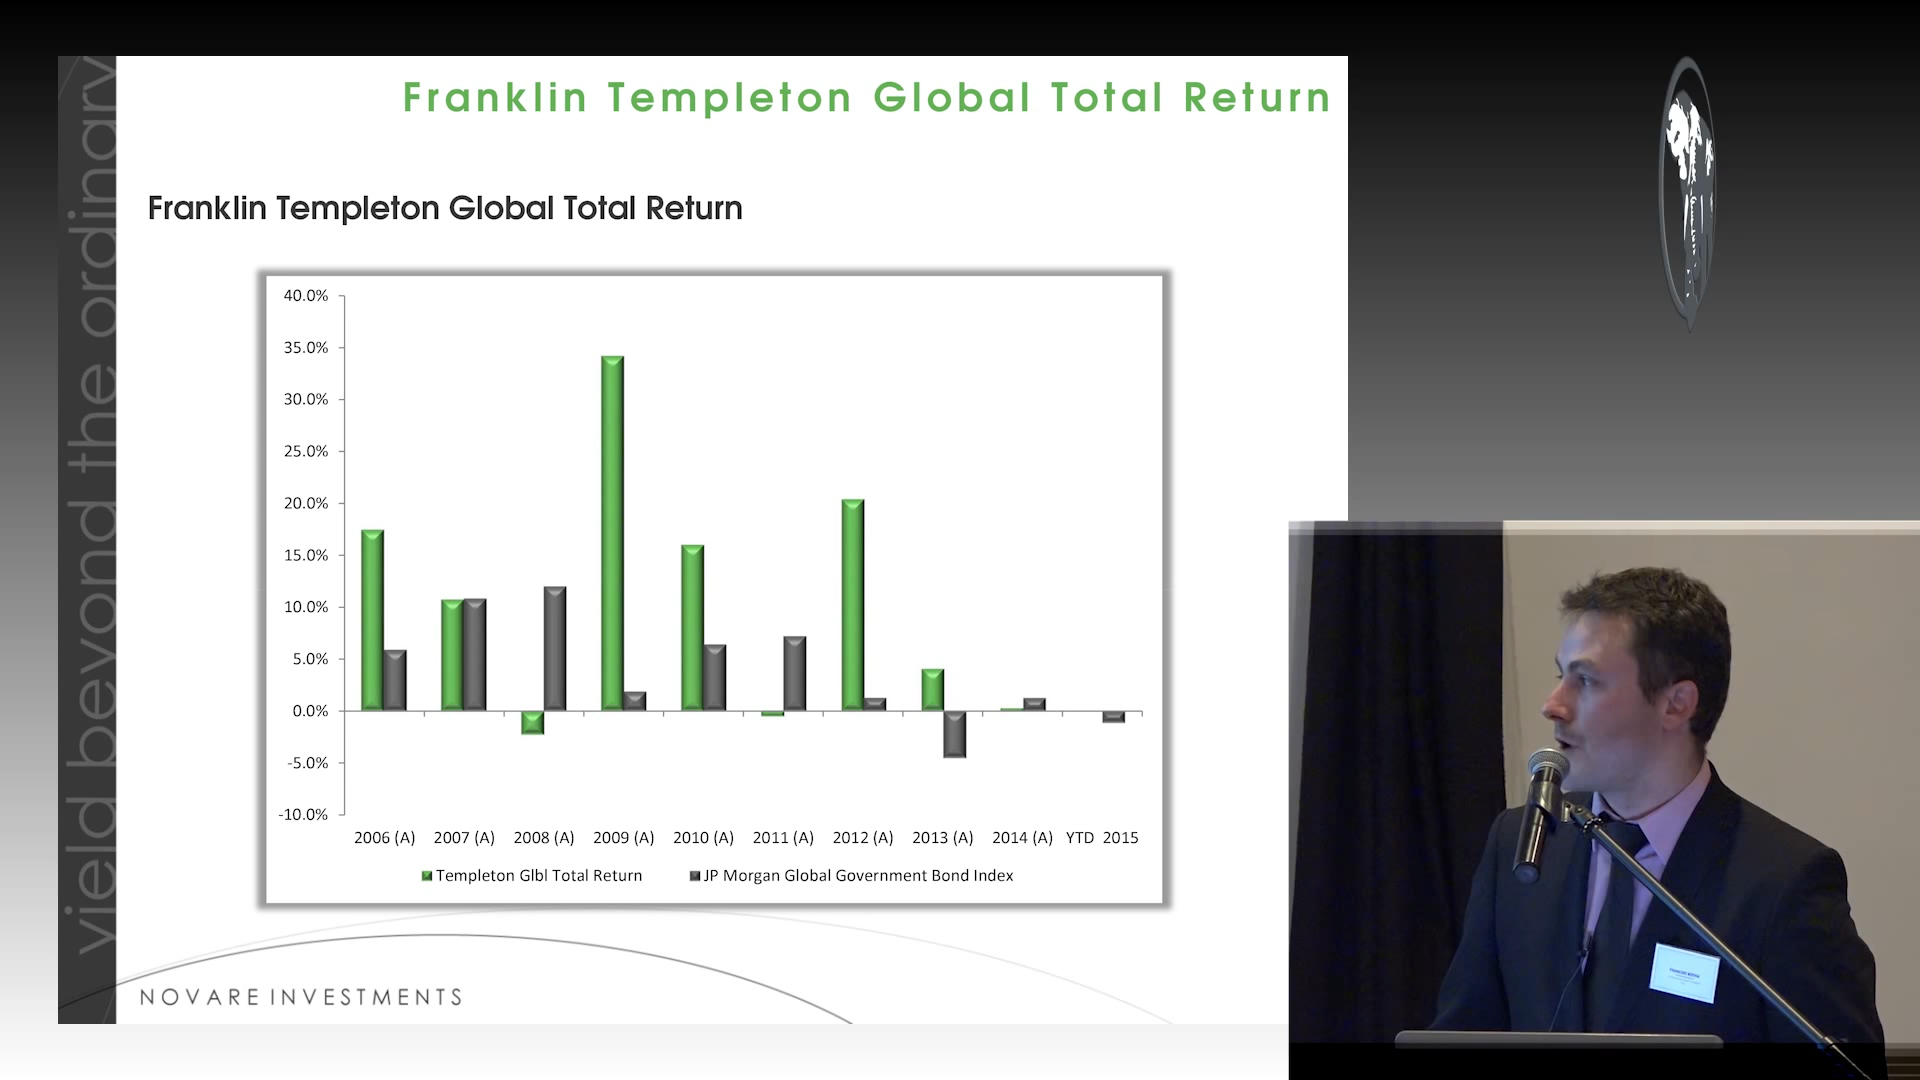 Franklin Templeton Global Total Return
yield beyond the ordinary
Franklin Templeton Global Total Return
40.0%
35.0%
30.0%
25.0%
20.0%
15.0%
10.0%
5.0%
0.0%
-5.0%
-10.0%
2006 (A) 2007 (A) 2008 (A) 2009 (A) 2010 (A) 2011 (A) 2012 (A) 2013 (A) 2014 (A) YTD 2015
Templeton Glbl Total Return JP Morgan Global Government Bond Index
NOVARE INVESTMENTS